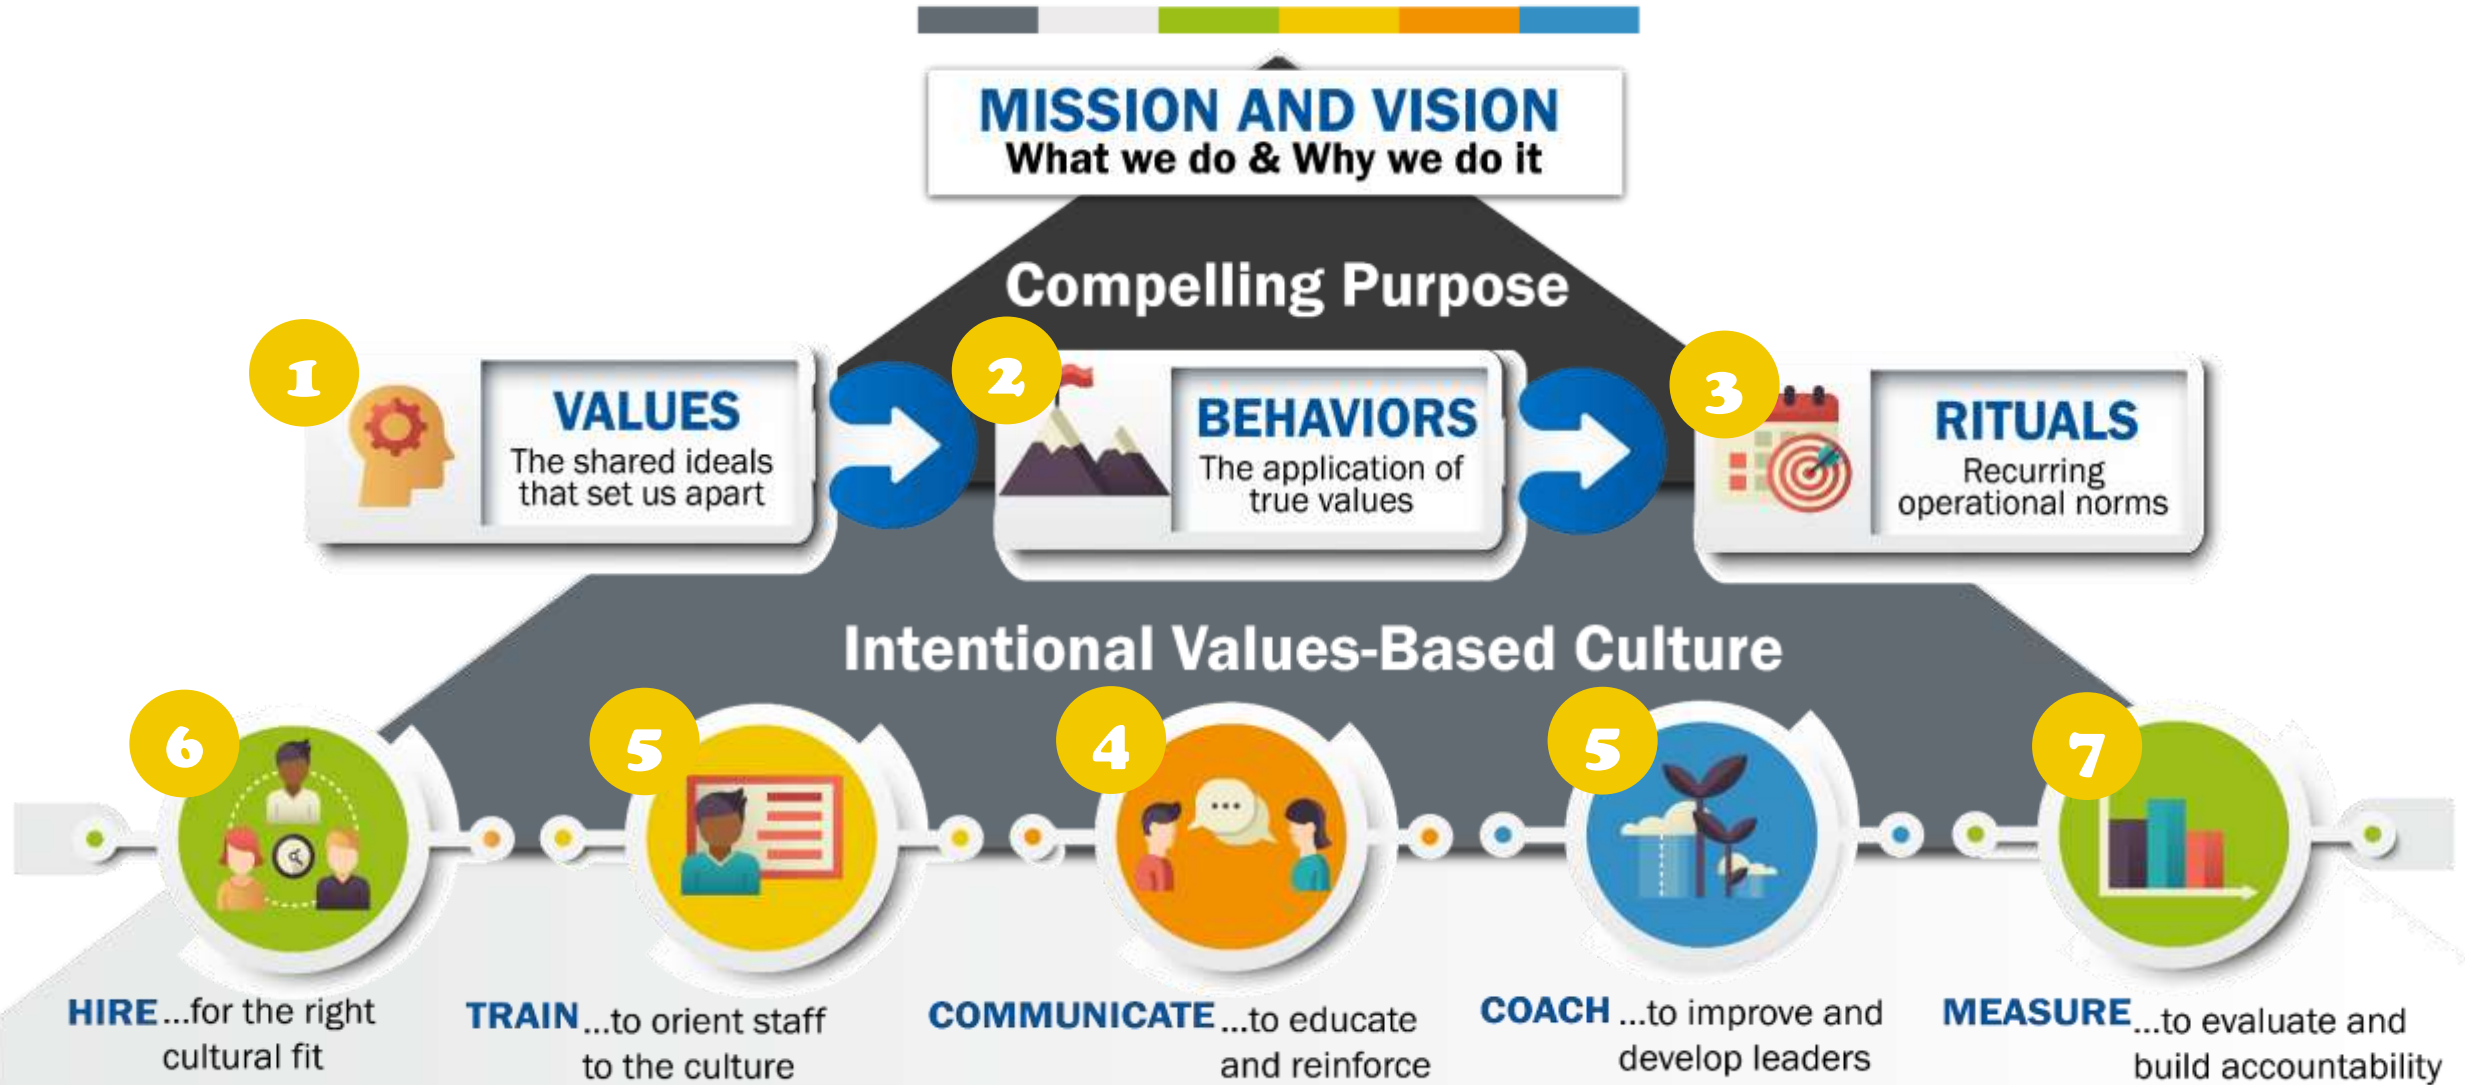 MISSION AND VISION
What we do & Why we do it
Compelling Purpose
1
VALUES
The shared ideals
that set us apart
2
BEHAVIORS
The application of
true values
3
RITUALS
Recurring
operational norms
Intentional Values-Based Culture
6
HIRE...for the right
cultural fit
5
TRAIN...to orient staff
to the culture
4
COMMUNICATE...to educate
and reinforce
5
COACH...to improve and
develop leaders
7
MEASURE...to evaluate and
build accountability